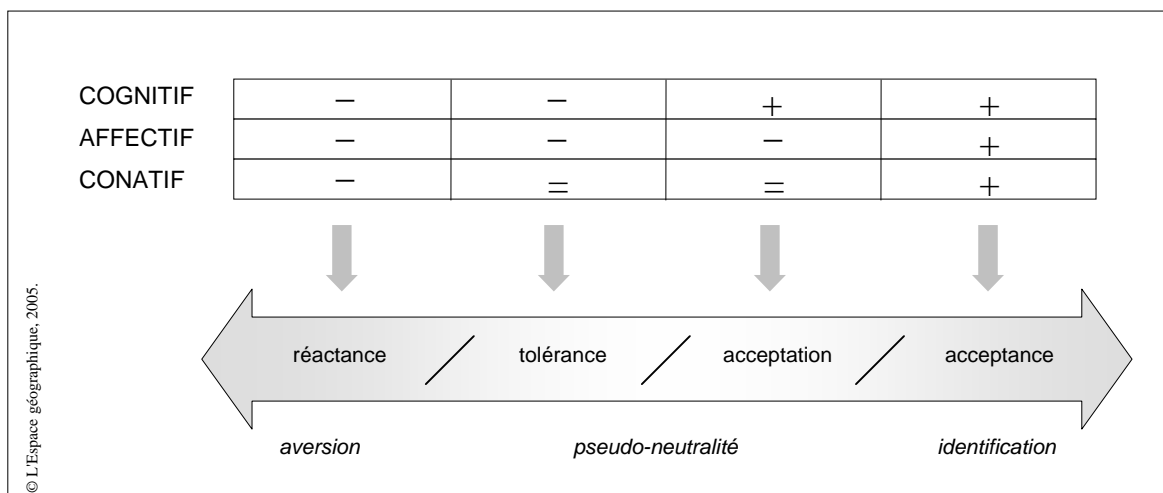 COGNITIF − − + +
AFFECTIF − − − +
CONATIF − = = +
réactance / tolérance / acceptation / acceptance
aversion pseudo-neutralité identification
© L'Espace géographique, 2005.